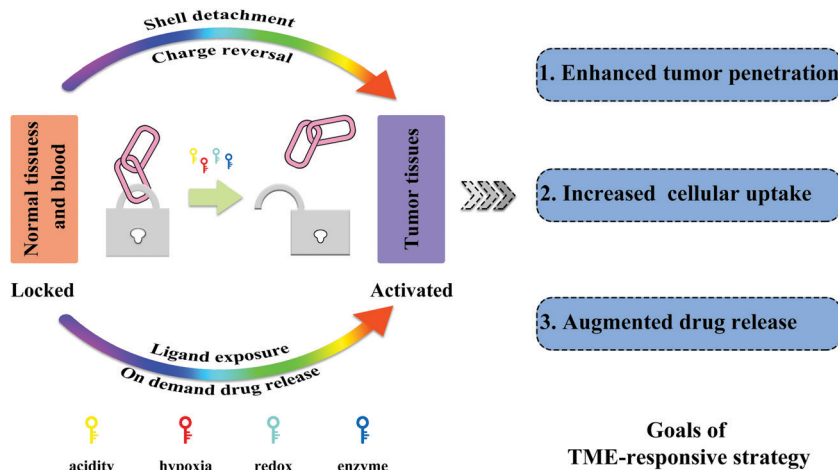 Shell detachment
Charge reversal
Normal tissuess
and blood
Tumor tissues
Locked
Activated
Ligand exposure
On demand drug release
acidity
hypoxia
redox
enzyme
1. Enhanced tumor penetration
2. Increased cellular uptake
3. Augmented drug release
Goals of
TME-responsive strategy